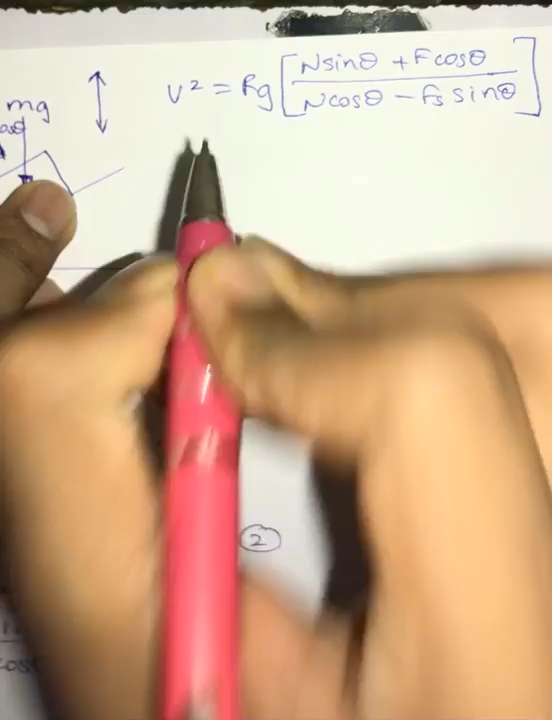 V² = Rg [ Nsinθ + Fcosθ / Ncosθ − fs sinθ ]
mg
2